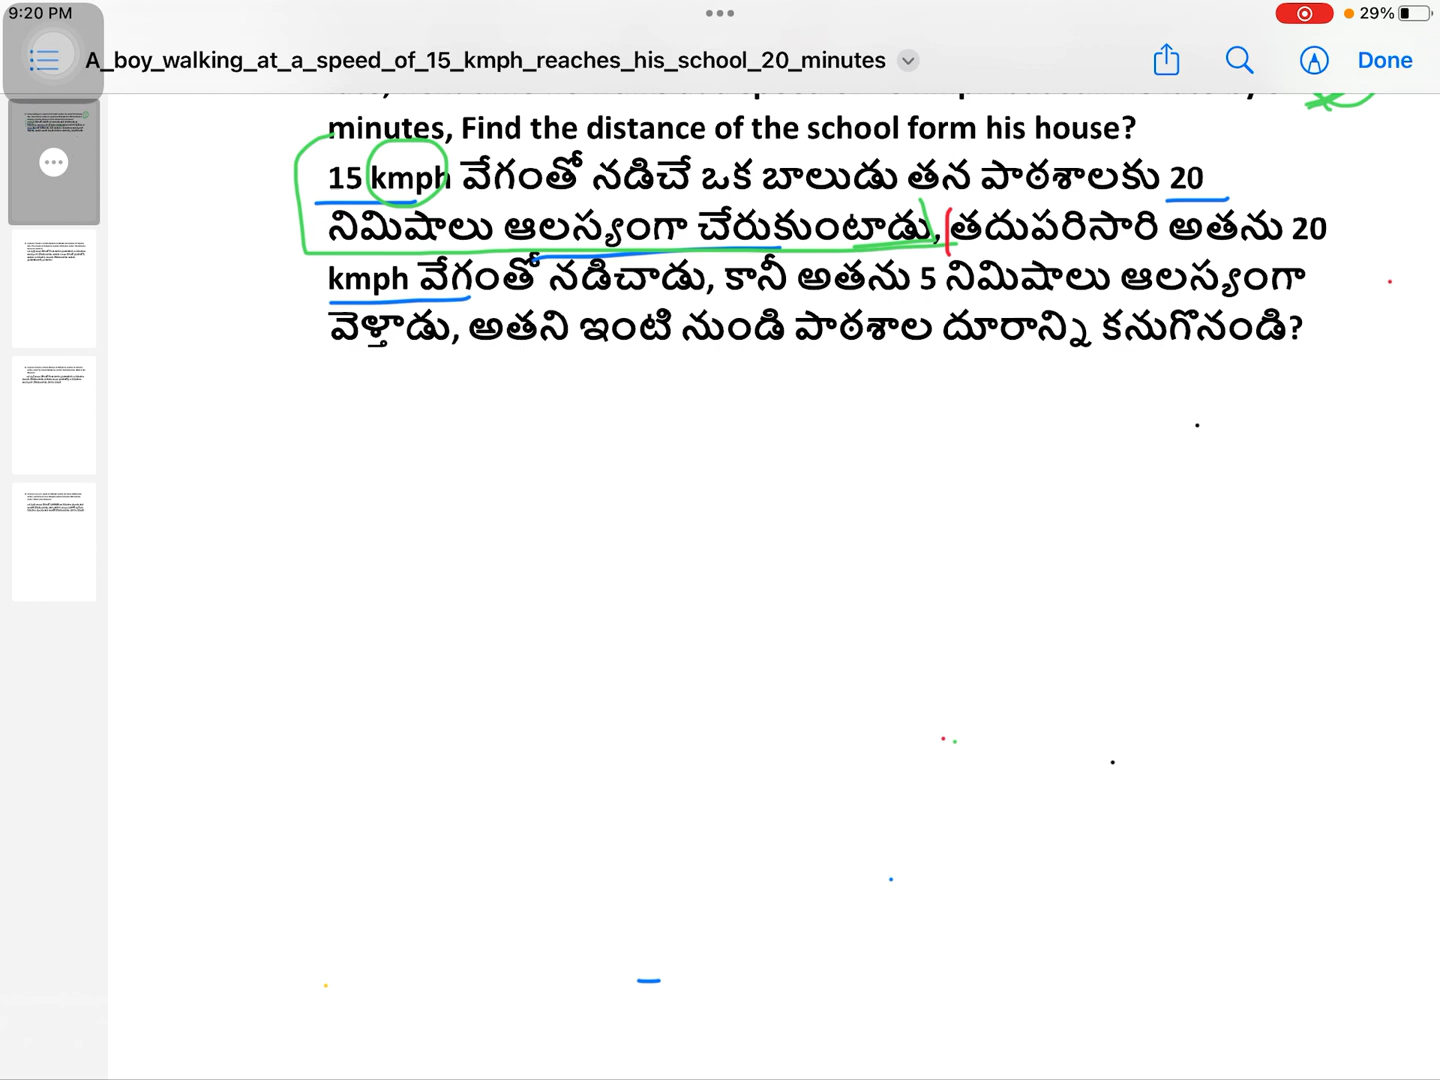 9:20 PM
29%
A_boy_walking_at_a_speed_of_15_kmph_reaches_his_school_20_minutes
Done
minutes, Find the distance of the school form his house?
15 kmph వేగంతో నడిచే ఒక బాలుడు తన పాఠశాలకు 20
నిమిషాలు ఆలస్యంగా చేరుకుంటాడు, తదుపరిసారి అతను 20
kmph వేగంతో నడిచాడు, కానీ అతను 5 నిమిషాలు ఆలస్యంగా
వెళ్తాడు, అతని ఇంటి నుండి పాఠశాల దూరాన్ని కనుగొనండి?